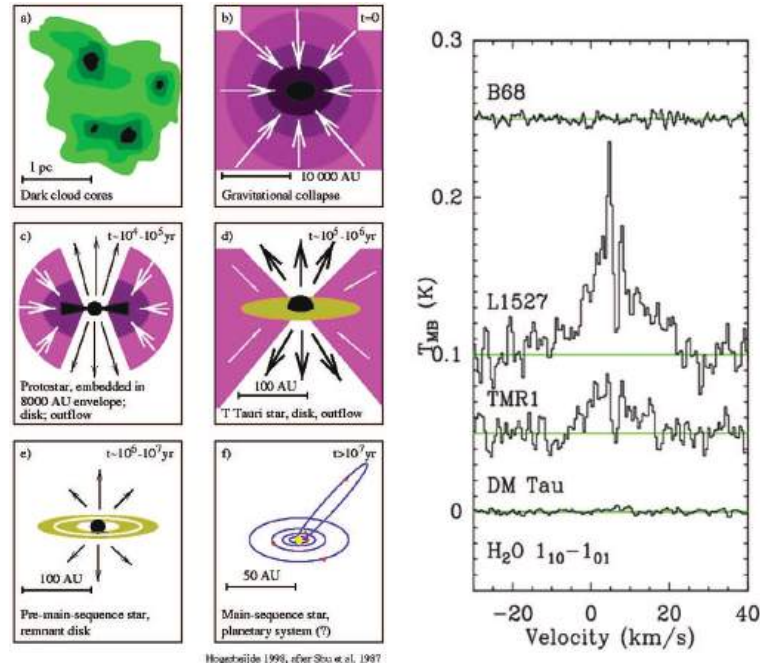 a)
1 pc
Dark cloud cores
b)
t=0
10 000 AU
Gravitational collapse
c)
t~10⁴-10⁵yr
Protostar, embedded in
8000 AU envelope;
disk; outflow
d)
t~10⁵-10⁶yr
100 AU
T Tauri star, disk, outflow
e)
t~10⁶-10⁷yr
100 AU
Pre-main-sequence star,
remnant disk
f)
t>10⁷yr
50 AU
Main-sequence star,
planetary system (?)
Hogerheijde 1998, after Shu et al. 1987
0.3
0.2
0.1
0
T_MB (K)
B68
L1527
TMR1
DM Tau
H₂O 1₁₀-1₀₁
-20 0 20 40
Velocity (km/s)